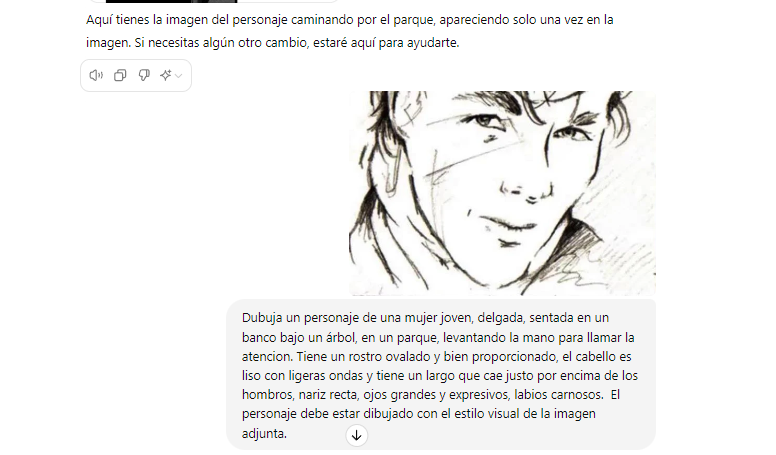 Aquí tienes la imagen del personaje caminando por el parque, apareciendo solo una vez en la
imagen. Si necesitas algún otro cambio, estaré aquí para ayudarte.
Dubuja un personaje de una mujer joven, delgada, sentada en un
banco bajo un árbol, en un parque, levantando la mano para llamar la
atencion. Tiene un rostro ovalado y bien proporcionado, el cabello es
liso con ligeras ondas y tiene un largo que cae justo por encima de los
hombros, nariz recta, ojos grandes y expresivos, labios carnosos.  El
personaje debe estar dibujado con el estilo visual de la imagen
adjunta.